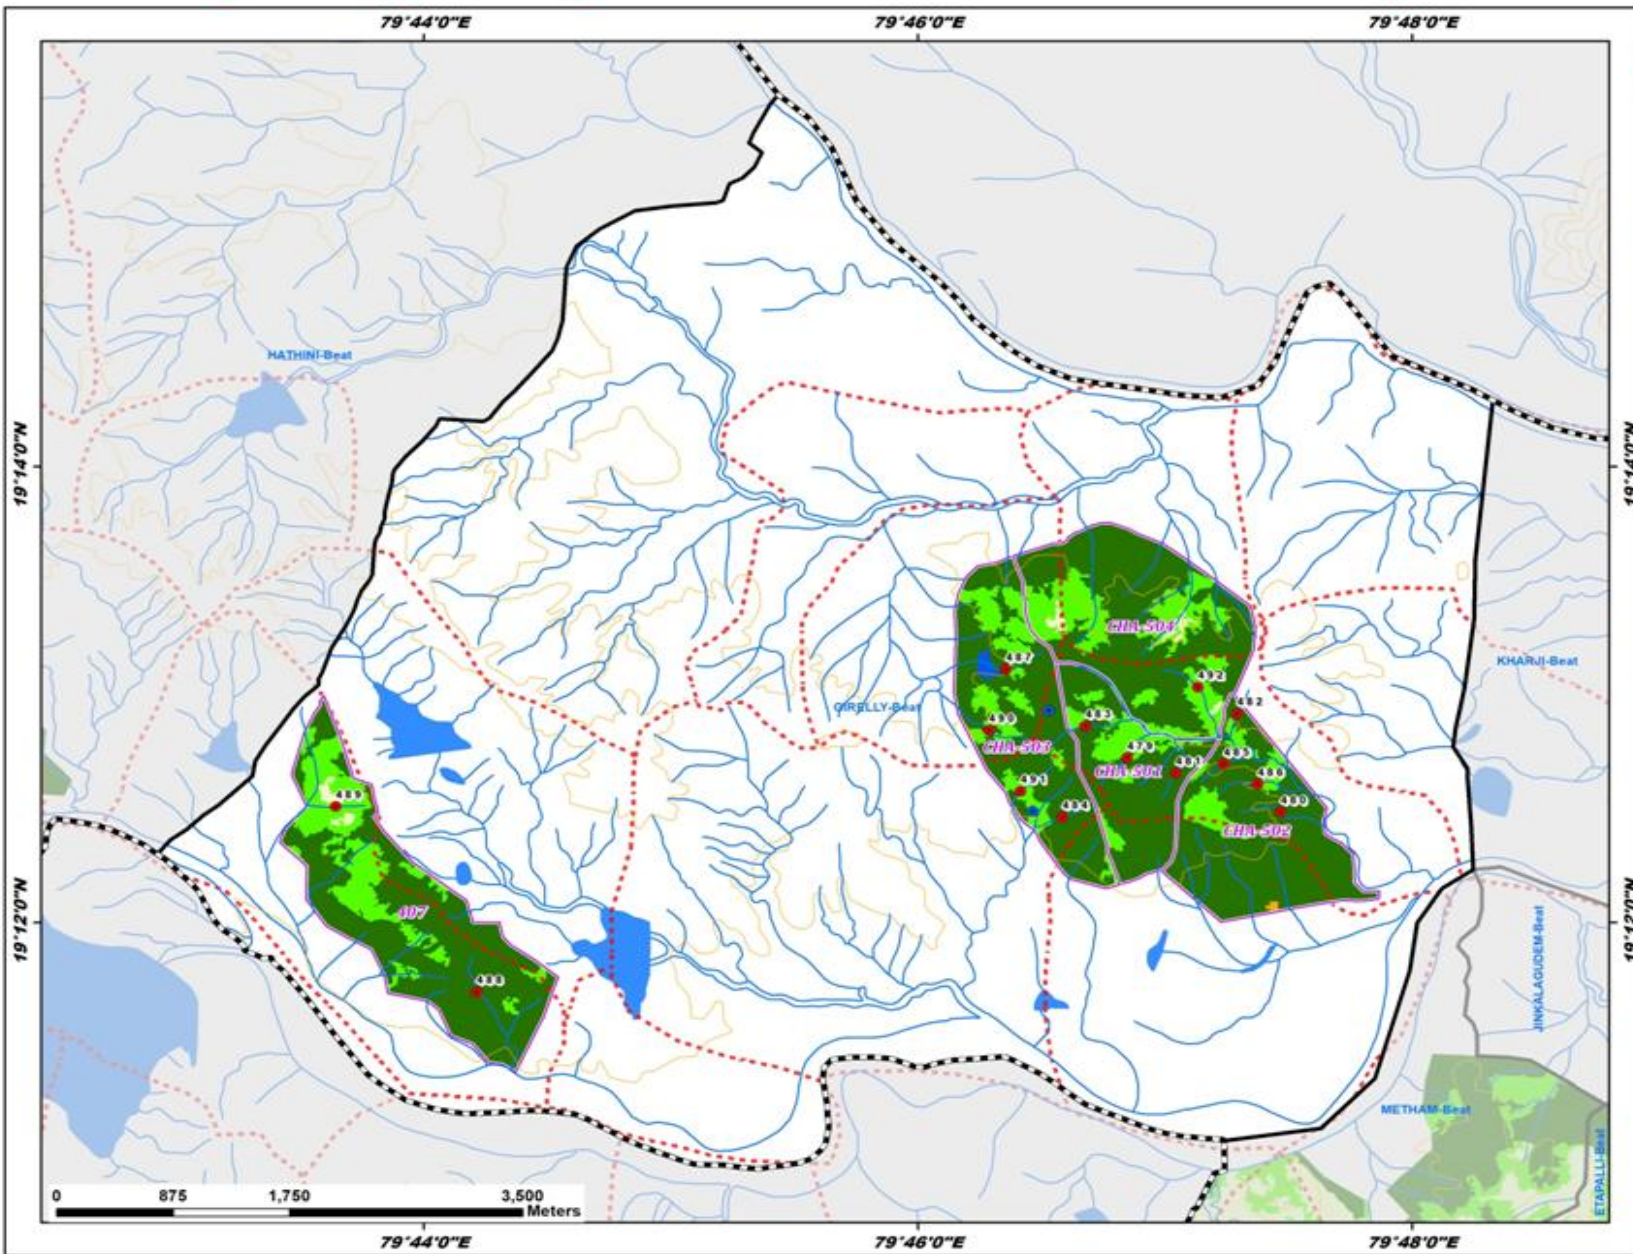 79°44'0"E
79°46'0"E
79°48'0"E
HATHINI-Beat
19°14'0"N
19°14'0"N
CHA-504
487
KHARJI-Beat
492
GIRELLY-Beat
482
490
483
CHA-503
479
485
CHA-501
481
486
491
489
484
480
CHA-502
407
19°12'0"N
19°12'0"N
JINKALAGUDEM-Beat
488
METHAM-Beat
ETAPALLI-Beat
0 875 1,750 3,500
Meters
79°44'0"E
79°46'0"E
79°48'0"E